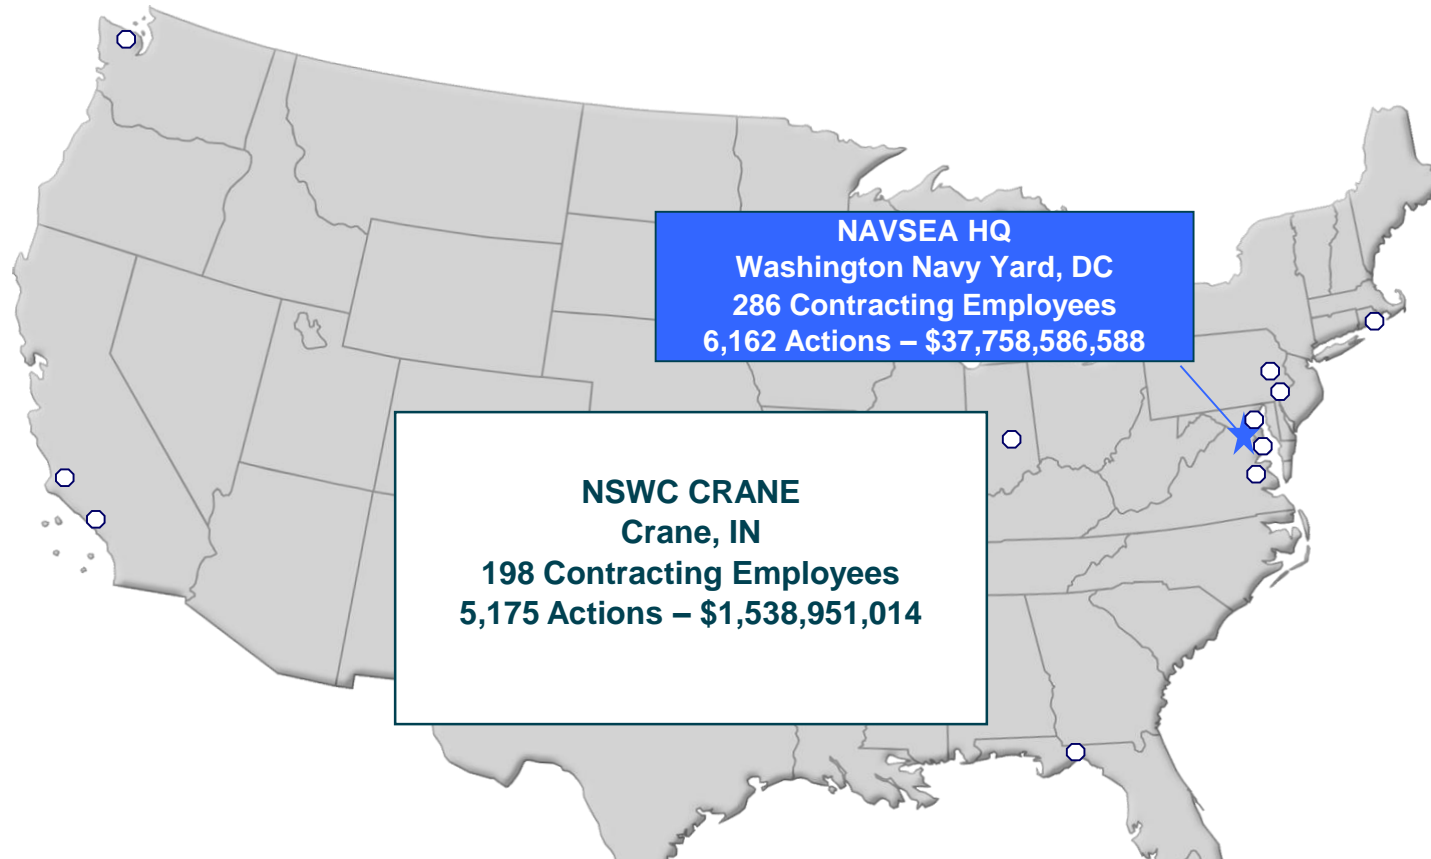 NAVSEA HQ
Washington Navy Yard, DC
286 Contracting Employees
6,162 Actions – $37,758,586,588
NSWC CRANE
Crane, IN
198 Contracting Employees
5,175 Actions – $1,538,951,014